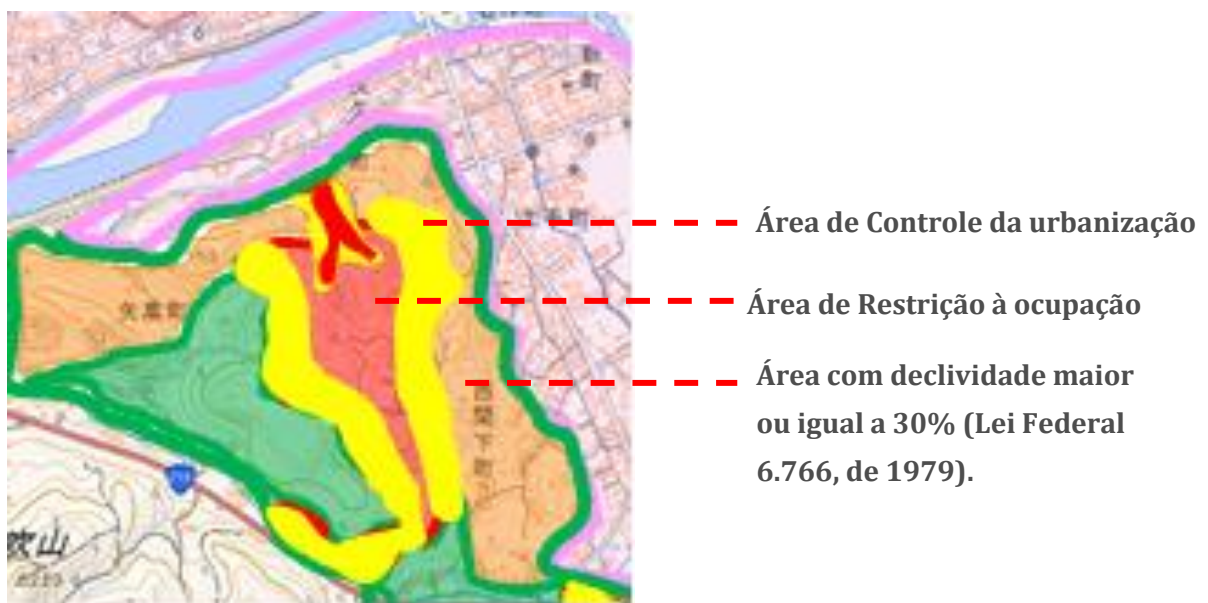 Área de Controle da urbanização
Área de Restrição à ocupação
Área com declividade maior
ou igual a 30% (Lei Federal
6.766, de 1979).